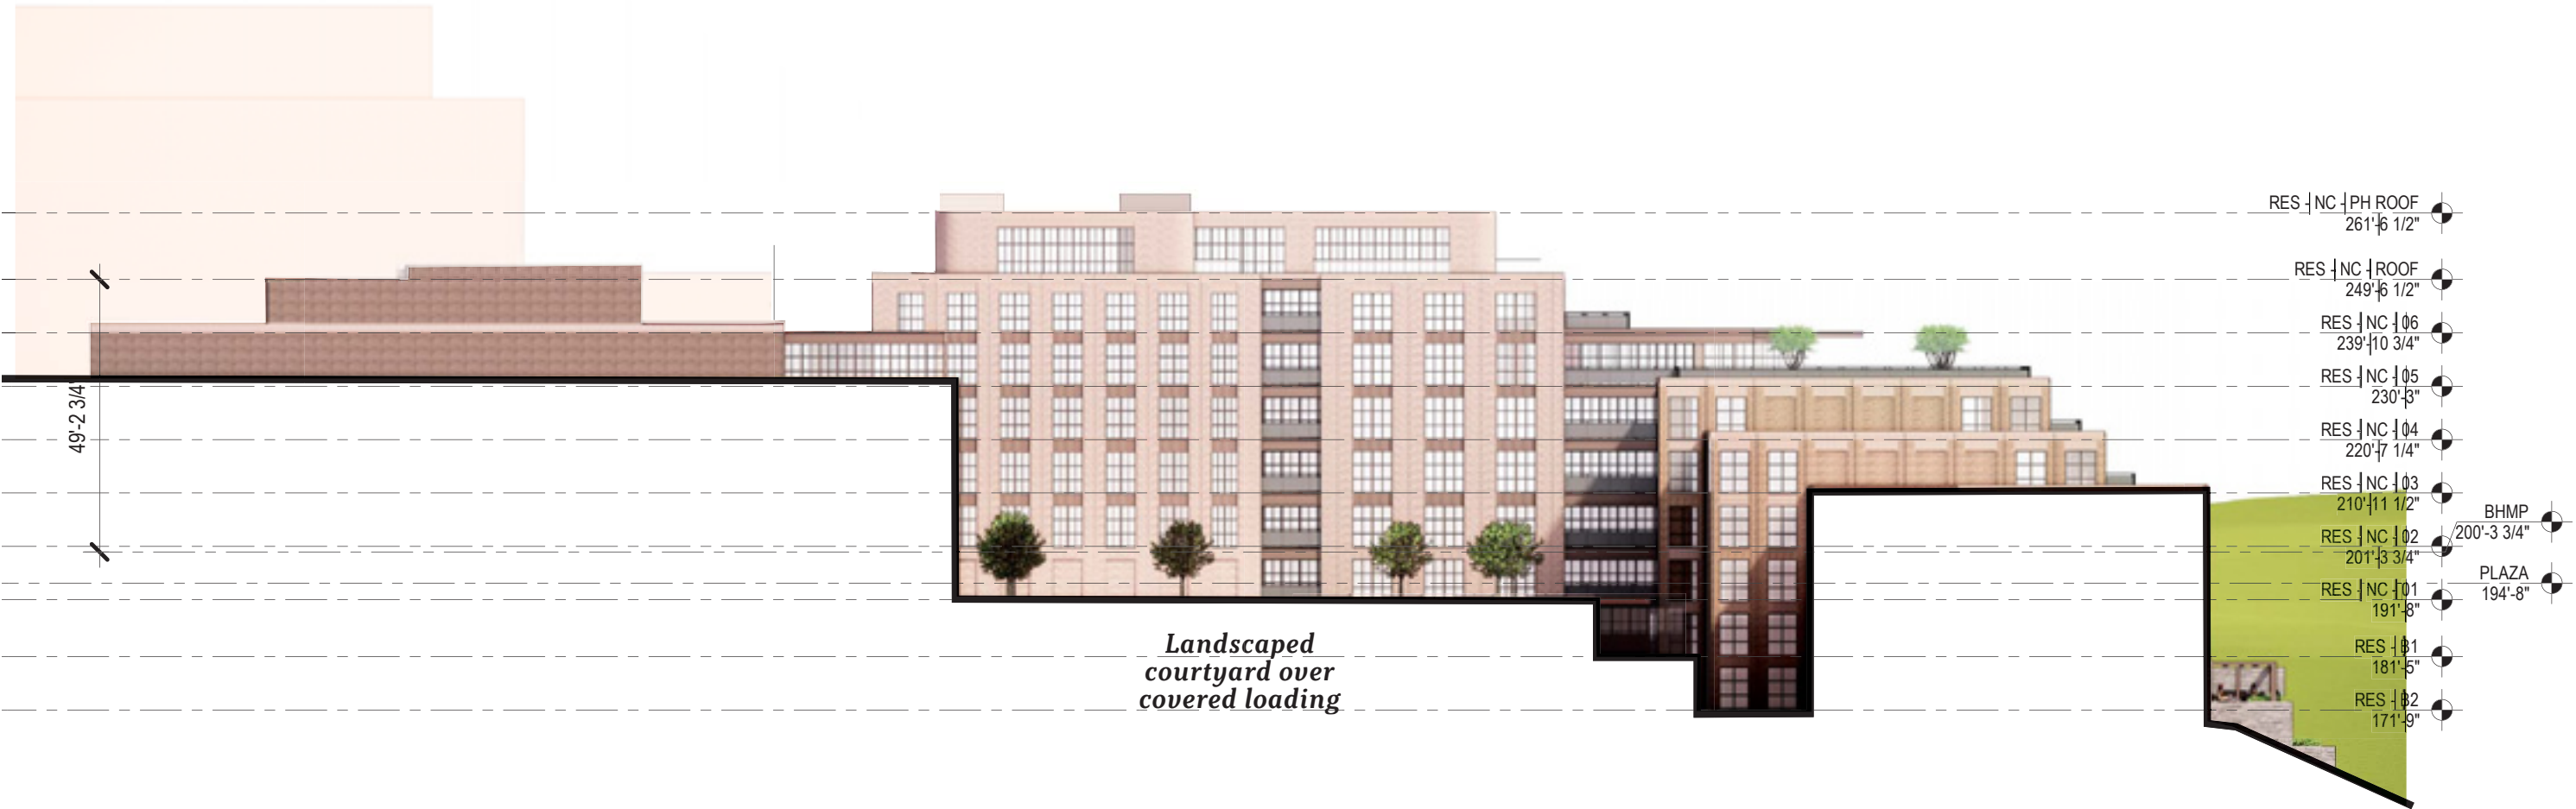 RES - NC - PH ROOF
261'-6 1/2"
RES - NC - ROOF
249'-6 1/2"
RES - NC - 06
239'-10 3/4"
RES - NC - 05
230'-3"
RES - NC - 04
220'-7 1/4"
RES - NC - 03
210'-11 1/2"
BHMP
200'-3 3/4"
RES - NC - 02
201'-3 3/4"
PLAZA
194'-8"
RES - NC - 01
191'-8"
RES - B1
181'-5"
RES - B2
171'-9"
49'-2 3/4"
Landscaped
courtyard over
covered loading